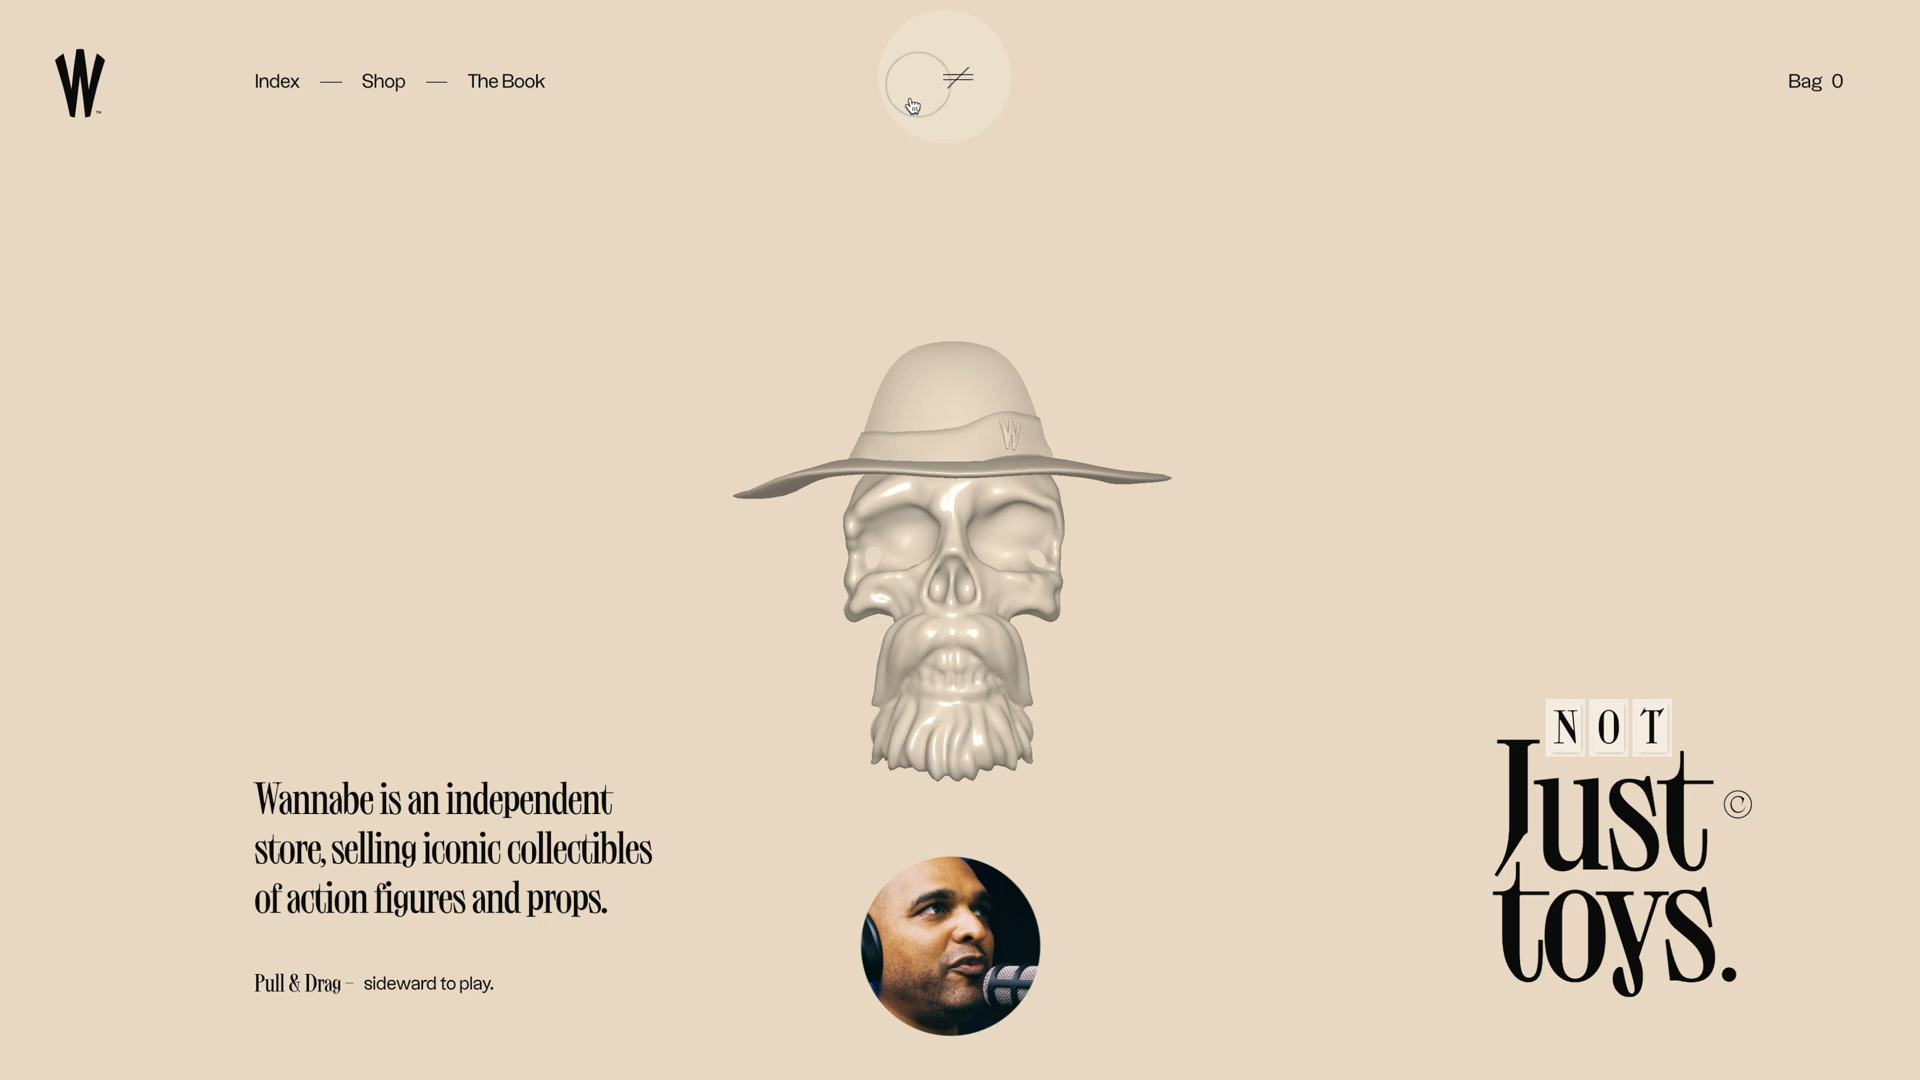 W™
Index — Shop — The Book
Bag 0
W
Wannabe is an independent
store, selling iconic collectibles
of action figures and props.
Pull & Drag – sideward to play.
NOT
Just ©
toys.